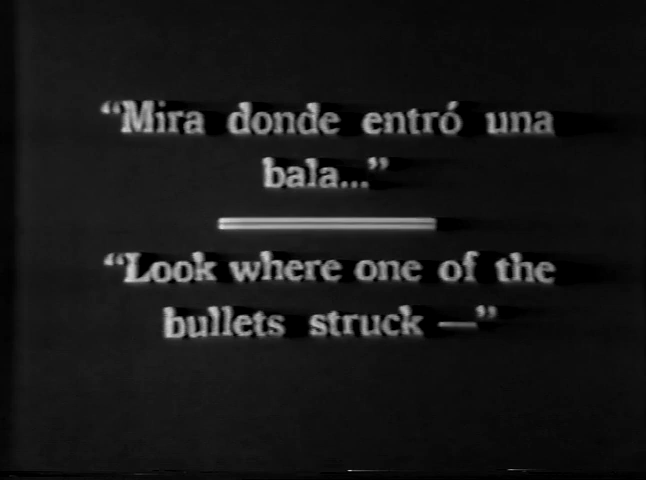 “Mira donde entró una
bala...”
“Look where one of the
bullets struck —”